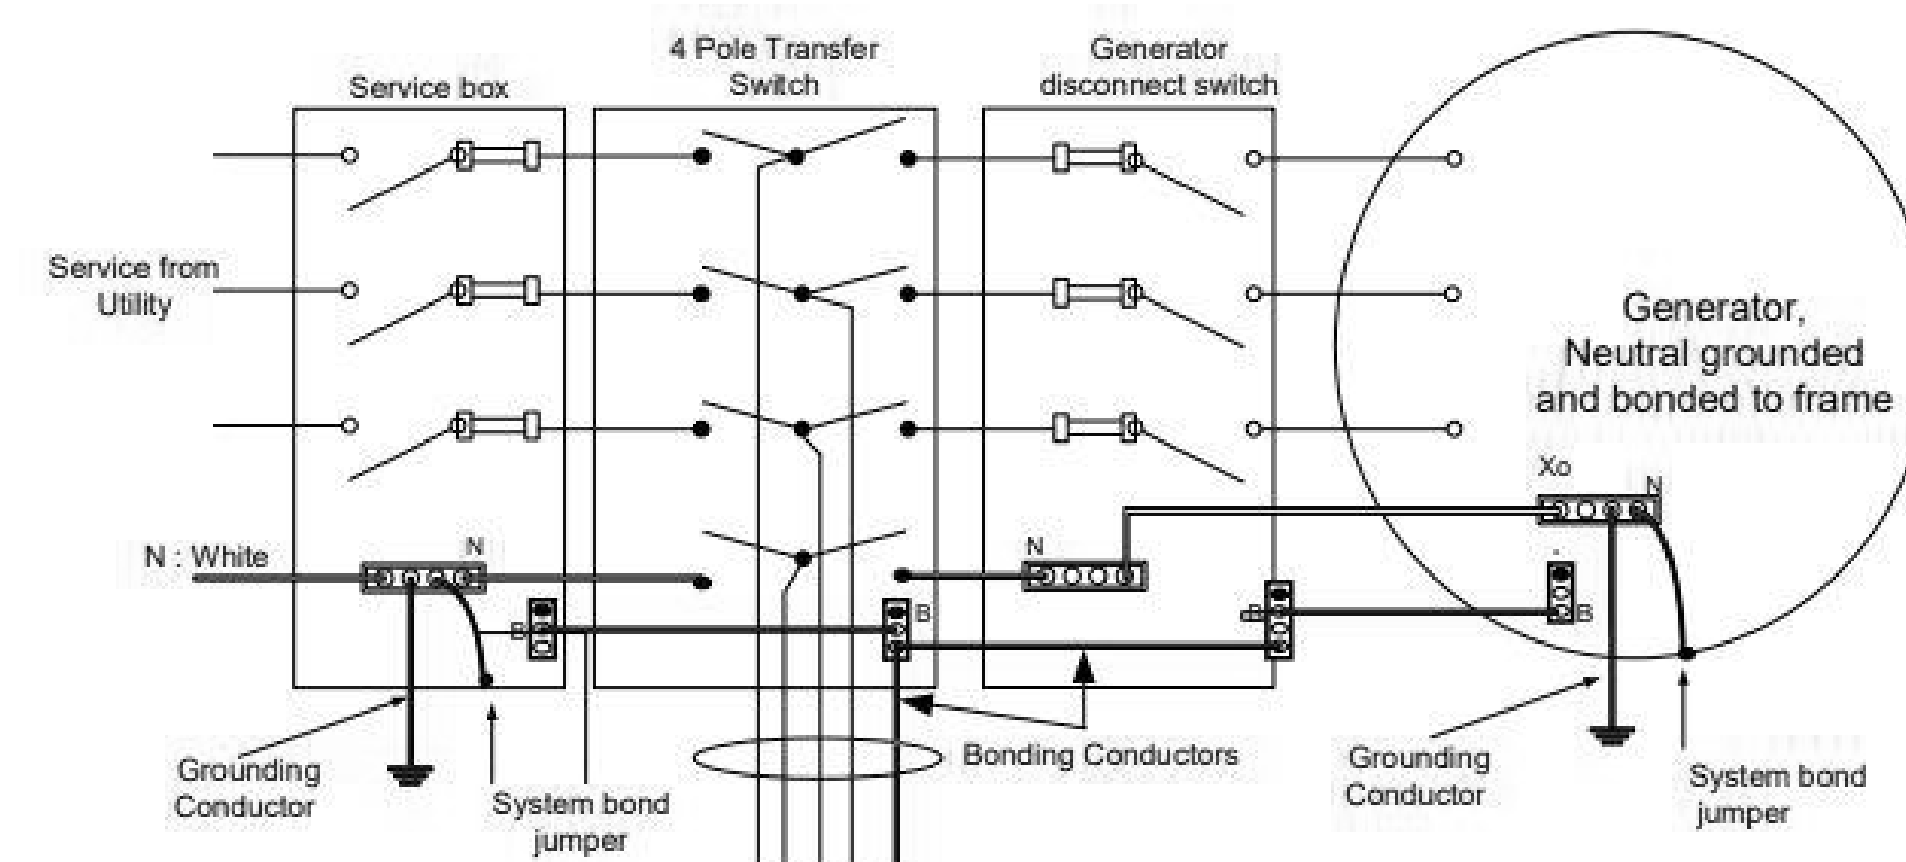 4 Pole Transfer
Switch
Generator
disconnect switch
Service box
Service from
Utility
Generator,
Neutral grounded
and bonded to frame
Xo
N
N : White
N
N
B
B
B
B
Grounding
Conductor
System bond
jumper
Bonding Conductors
Grounding
Conductor
System bond
jumper